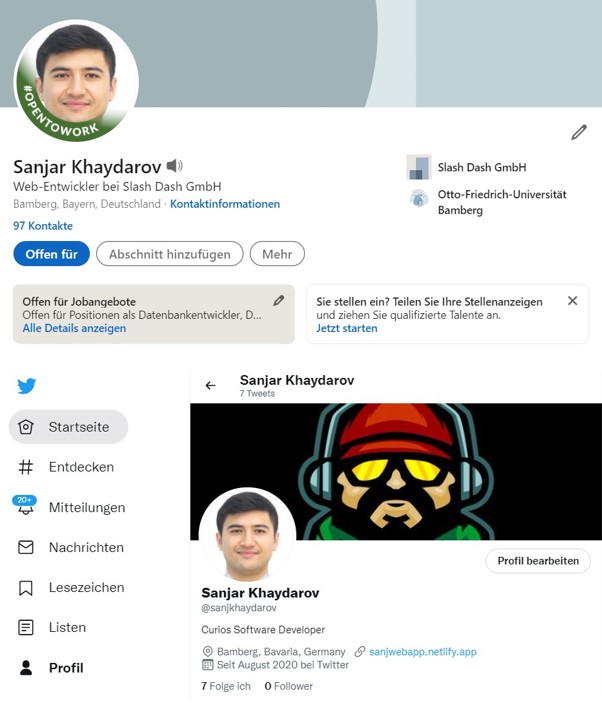 #OPENTOWORK
Sanjar Khaydarov
Web-Entwickler bei Slash Dash GmbH
Bamberg, Bayern, Deutschland · Kontaktinformationen
97 Kontakte
Slash Dash GmbH
Otto-Friedrich-Universität
Bamberg
Offen für
Abschnitt hinzufügen
Mehr
Offen für Jobangebote
Offen für Positionen als Datenbankentwickler, D...
Alle Details anzeigen
Sie stellen ein? Teilen Sie Ihre Stellenanzeigen
und ziehen Sie qualifizierte Talente an.
Jetzt starten
Startseite
Entdecken
20+
Mitteilungen
Nachrichten
Lesezeichen
Listen
Profil
Sanjar Khaydarov
7 Tweets
Profil bearbeiten
Sanjar Khaydarov
@sanjkhaydarov
Curios Software Developer
Bamberg, Bavaria, Germany sanjwebapp.netlify.app
Seit August 2020 bei Twitter
7 Folge ich 0 Follower